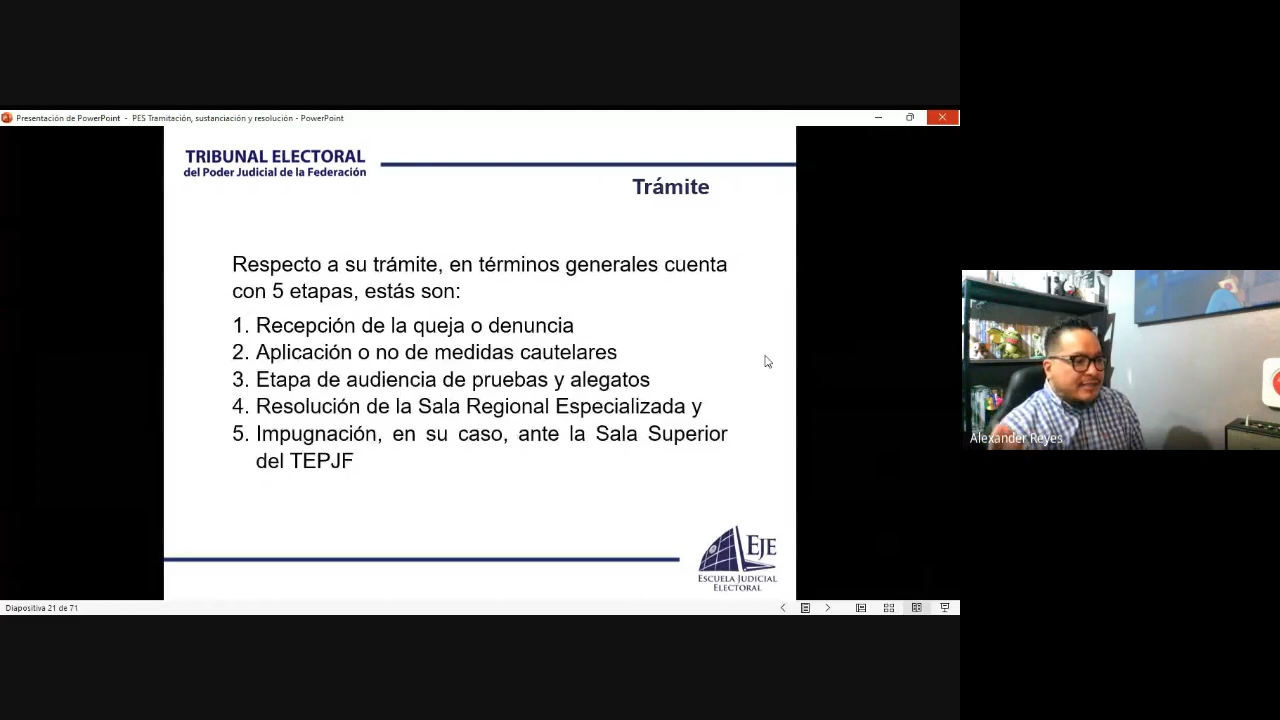 Presentación de PowerPoint - PES Tramitación, sustanciación y resolución - PowerPoint
TRIBUNAL ELECTORAL
del Poder Judicial de la Federación
Trámite
Respecto a su trámite, en términos generales cuenta
con 5 etapas, estás son:
1. Recepción de la queja o denuncia
2. Aplicación o no de medidas cautelares
3. Etapa de audiencia de pruebas y alegatos
4. Resolución de la Sala Regional Especializada y
5. Impugnación, en su caso, ante la Sala Superior
del TEPJF
EJE
ESCUELA JUDICIAL
ELECTORAL
Diapositiva 21 de 71
Alexander Reyes